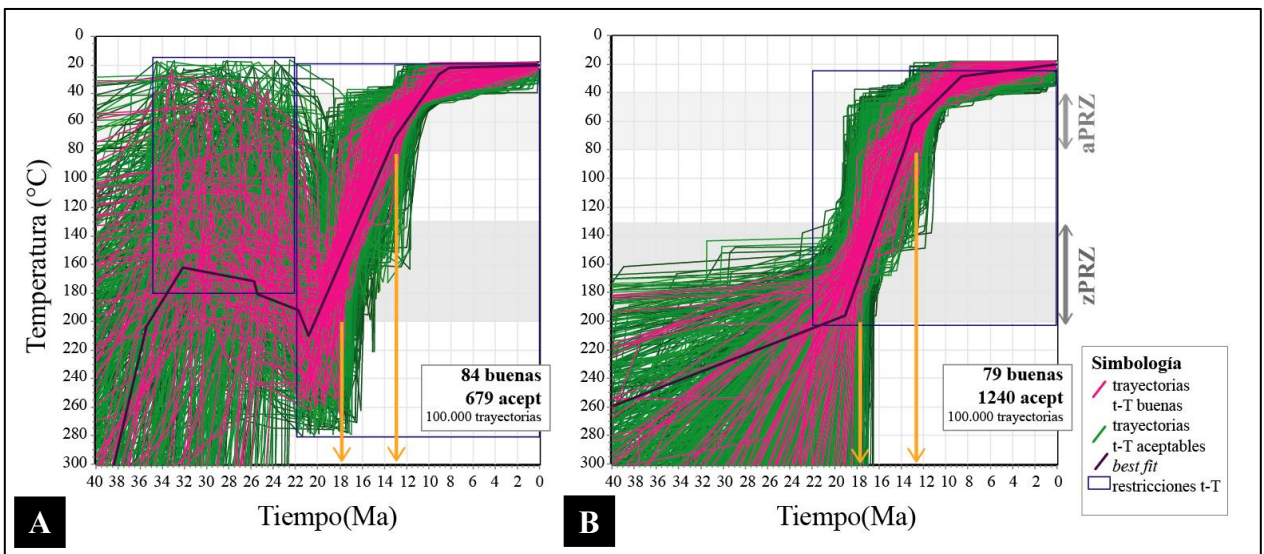 0
20
40
60
80
100
120
140
160
180
200
220
240
260
280
300
Temperatura (°C)
40 38 36 34 32 30 28 26 24 22 20 18 16 14 12 10 8 6 4 2 0
Tiempo(Ma)
84 buenas
679 acept
100.000 trayectorias
A
0
20
40
60
80
100
120
140
160
180
200
220
240
260
280
300
40 38 36 34 32 30 28 26 24 22 20 18 16 14 12 10 8 6 4 2 0
Tiempo(Ma)
79 buenas
1240 acept
100.000 trayectorias
B
aPRZ
zPRZ
Simbología
trayectorias
t-T buenas
trayectorias
t-T aceptables
best fit
restricciones t-T